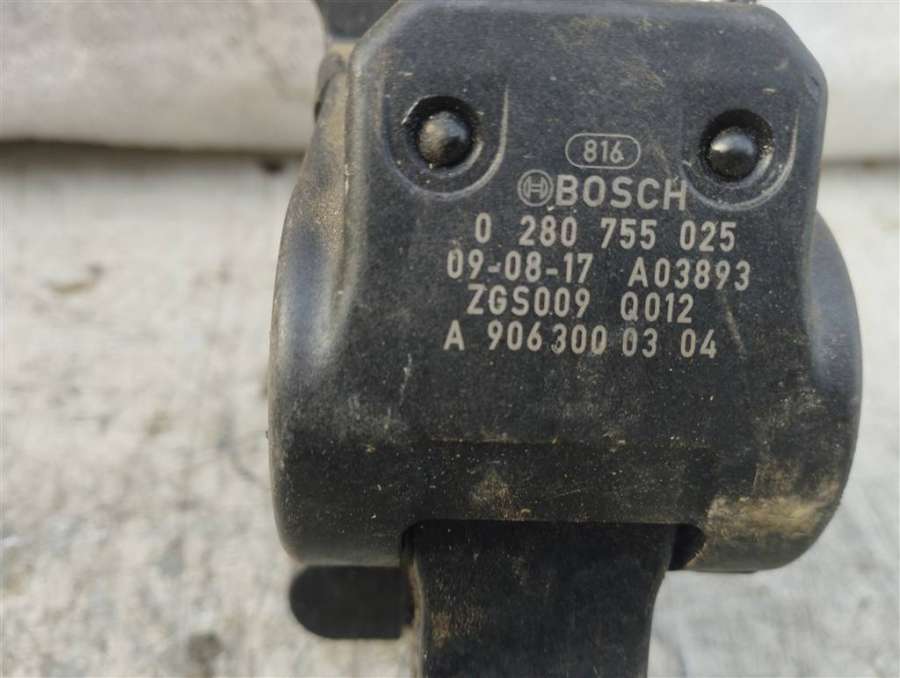 816
BOSCH
0 280 755 025
09-08-17 A03893
ZGS009 Q012
A 906 300 03 04